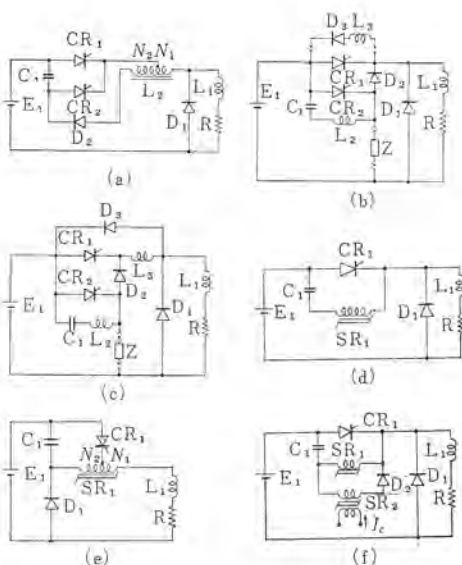 CR₁
N₂N₁
C₁
L₂
L₁
E₁
CR₂
D₂
D₁
R
(a)
D₃L₃
CR₁
D₂
L₁
E₁
C₁
CR₂
D₁
R
L₂
Z
(b)
D₃
CR₁
L₃
L₁
CR₂
D₂
E₁
D₁
R
C₁ L₂
Z
(c)
CR₁
C₁
L₁
E₁
D₁
R
SR₁
(d)
C₁
CR₁
N₂ N₁
E₁
SR₁
L₁
D₁
R
(e)
CR₁
C₁
SR₁
L₁
E₁
D₂
D₁
R
SR₂
I꜀
(f)